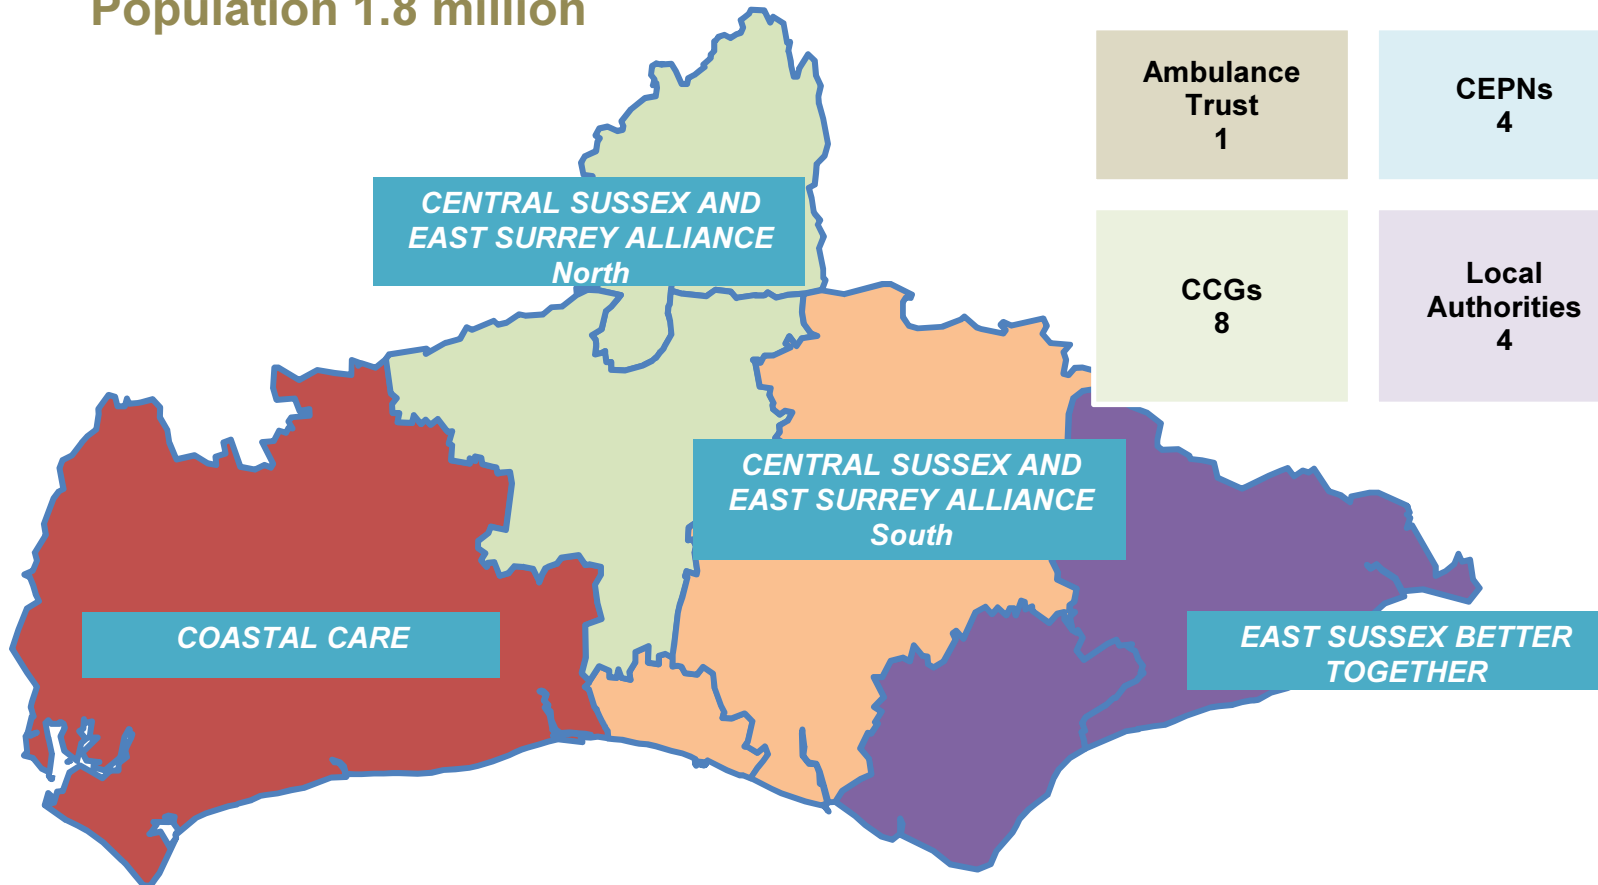 Population 1.8 million
Ambulance
Trust
1
CEPNs
4
CCGs
8
Local
Authorities
4
CENTRAL SUSSEX AND
EAST SURREY ALLIANCE
North
CENTRAL SUSSEX AND
EAST SURREY ALLIANCE
South
COASTAL CARE
EAST SUSSEX BETTER
TOGETHER